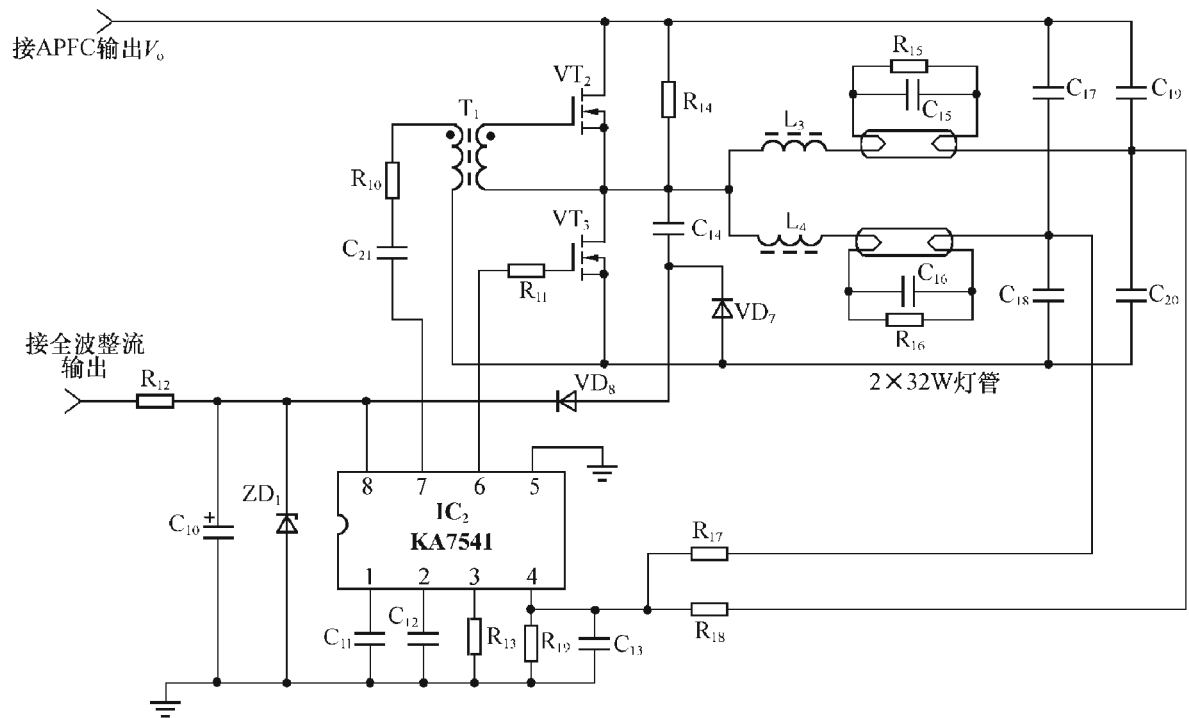 接APFC输出Vo
VT2
T1
R14
R15
C15
C17
C19
L3
R10
C21
VT3
R11
C14
L4
C16
R16
C18
C20
VD7
接全波整流
输出
R12
VD8
2×32W灯管
8 7 6 5
IC2
KA7541
1 2 3 4
ZD1
C10
+
R17
C11
C12
R13
R19
C13
R18